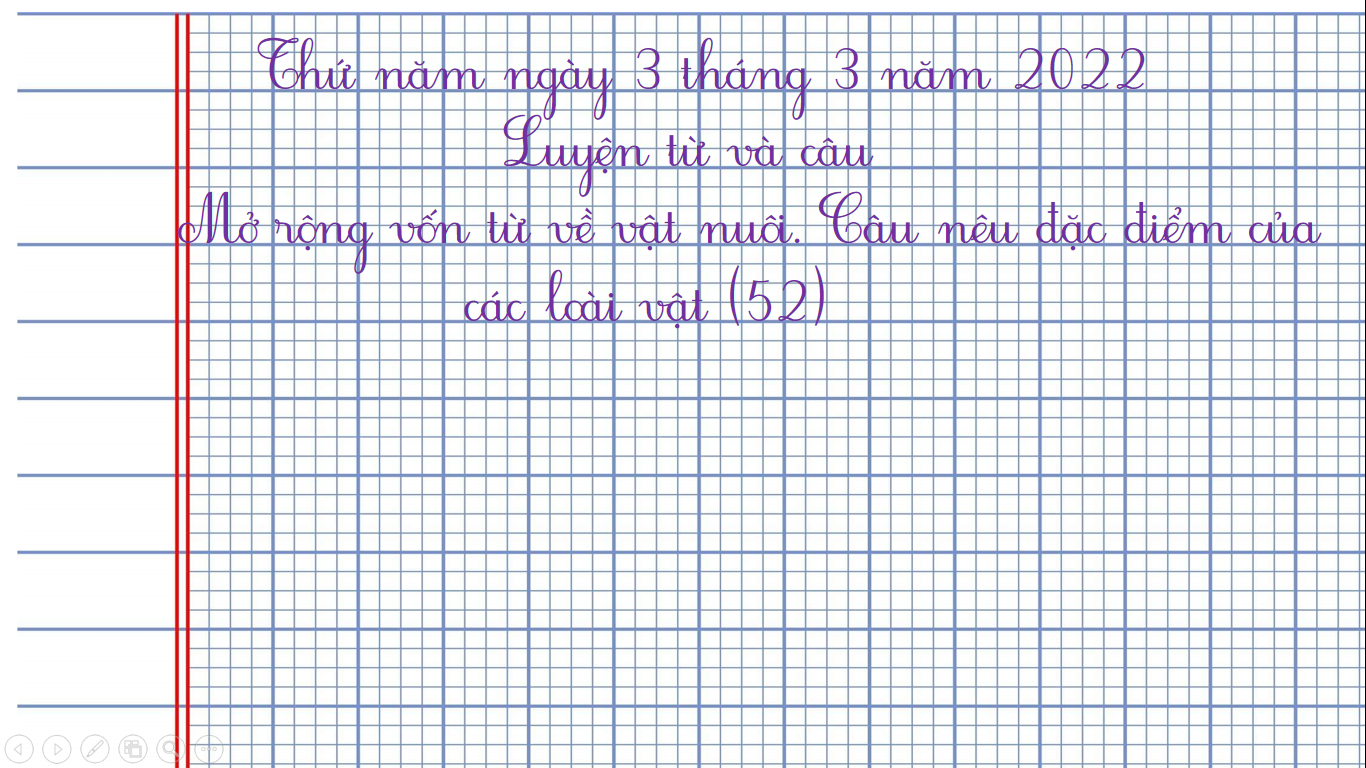 Thứ năm ngày 3 tháng 3 năm 2022
Luyện từ và câu
Mở rộng vốn từ về vật nuôi. Câu nêu đặc điểm của
các loài vật (52)